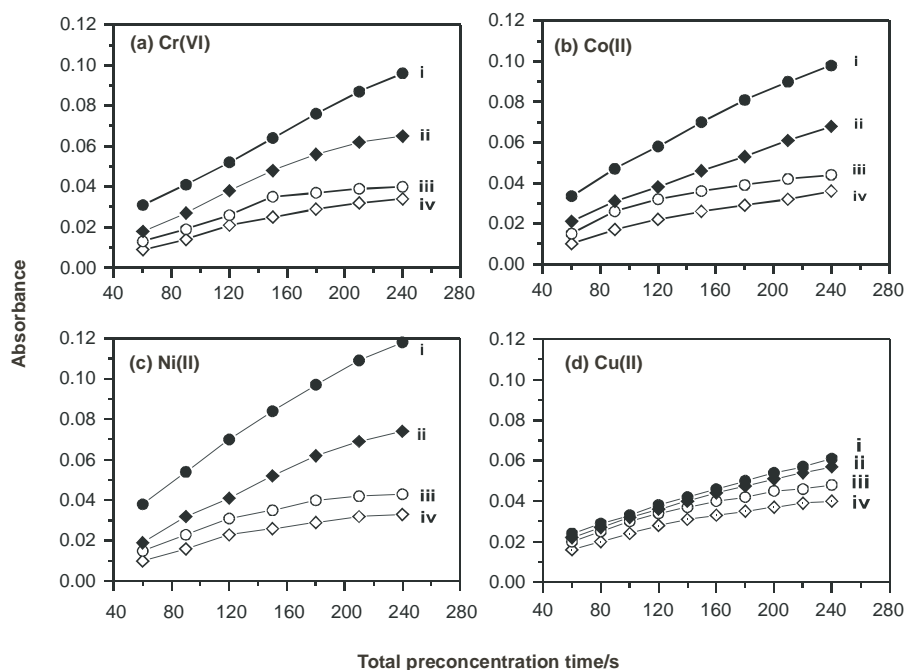 (a) Cr(VI)
0.12
0.10
0.08
0.06
0.04
0.02
0.00
i
ii
iii
iv
40 80 120 160 200 240 280
(b) Co(II)
0.12
0.10
0.08
0.06
0.04
0.02
0.00
i
ii
iii
iv
40 80 120 160 200 240 280
Absorbance
(c) Ni(II)
0.12
0.10
0.08
0.06
0.04
0.02
0.00
i
ii
iii
iv
40 80 120 160 200 240 280
(d) Cu(II)
0.12
0.10
0.08
0.06
0.04
0.02
0.00
i
ii
iii
iv
40 80 120 160 200 240 280
Total preconcentration time/s